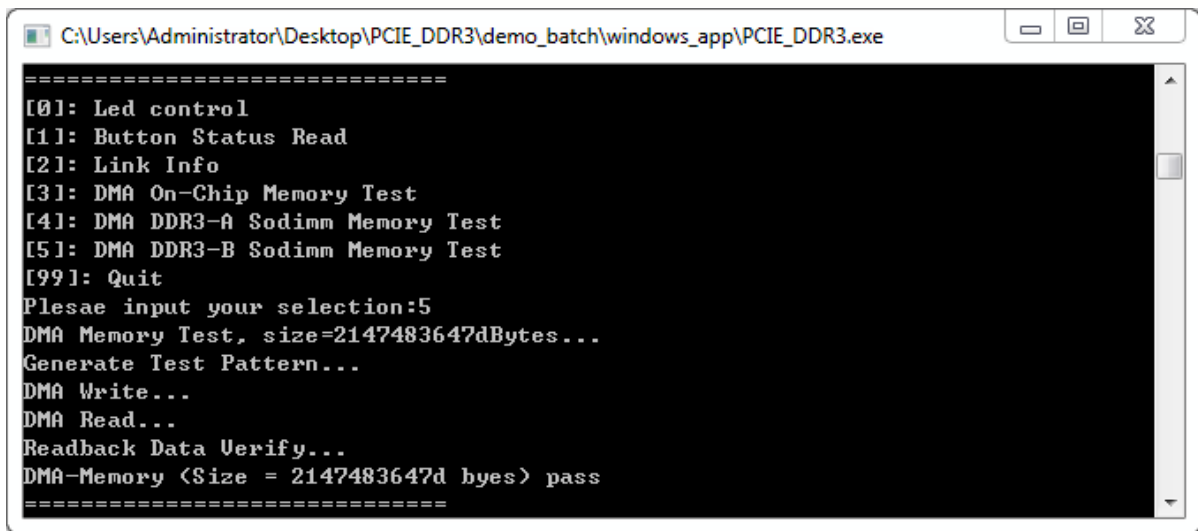 C:\Users\Administrator\Desktop\PCIE_DDR3\demo_batch\windows_app\PCIE_DDR3.exe
==============================
[0]: Led control
[1]: Button Status Read
[2]: Link Info
[3]: DMA On-Chip Memory Test
[4]: DMA DDR3-A Sodimm Memory Test
[5]: DMA DDR3-B Sodimm Memory Test
[99]: Quit
Plesae input your selection:5
DMA Memory Test, size=2147483647dBytes...
Generate Test Pattern...
DMA Write...
DMA Read...
Readback Data Verify...
DMA-Memory (Size = 2147483647d byes) pass
==============================